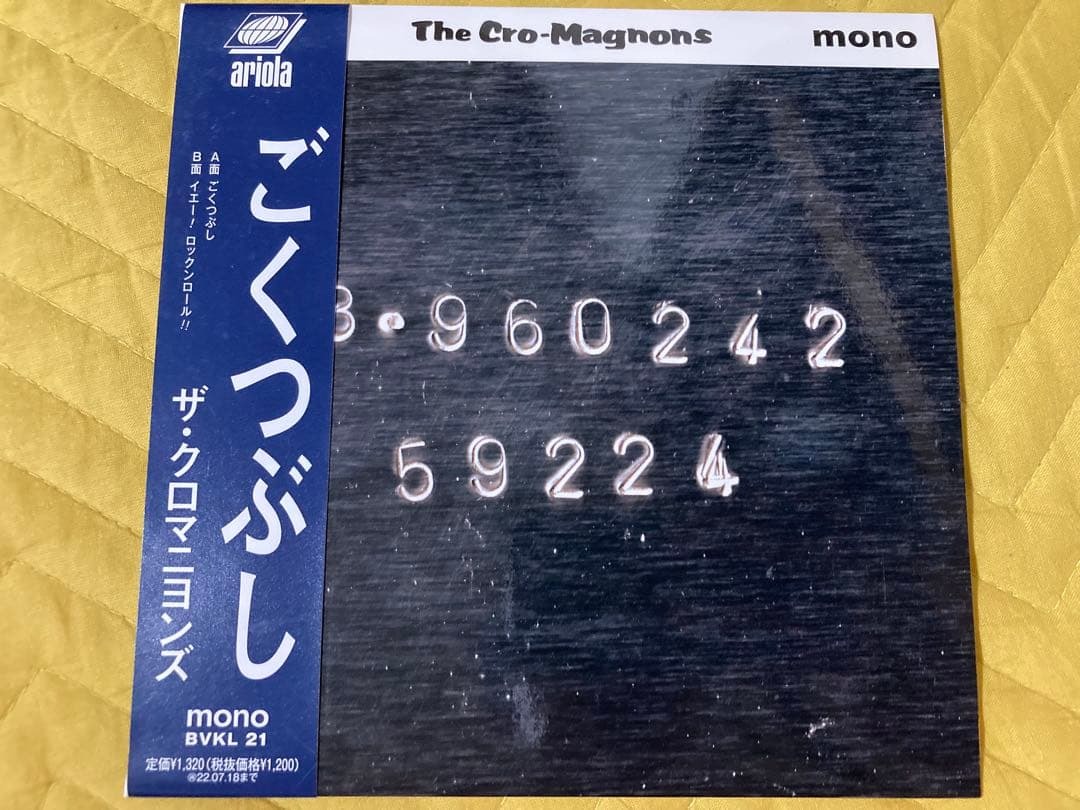 ariola
ごくつぶし
A面 ごくつぶし
B面 イエー! ロックンロール!!
ザ・クロマニヨンズ
mono
BVKL 21
定価¥1,320(税抜価格¥1,200)
㋐22.07.18まで
The Cro-Magnons
mono
3•960242
59224